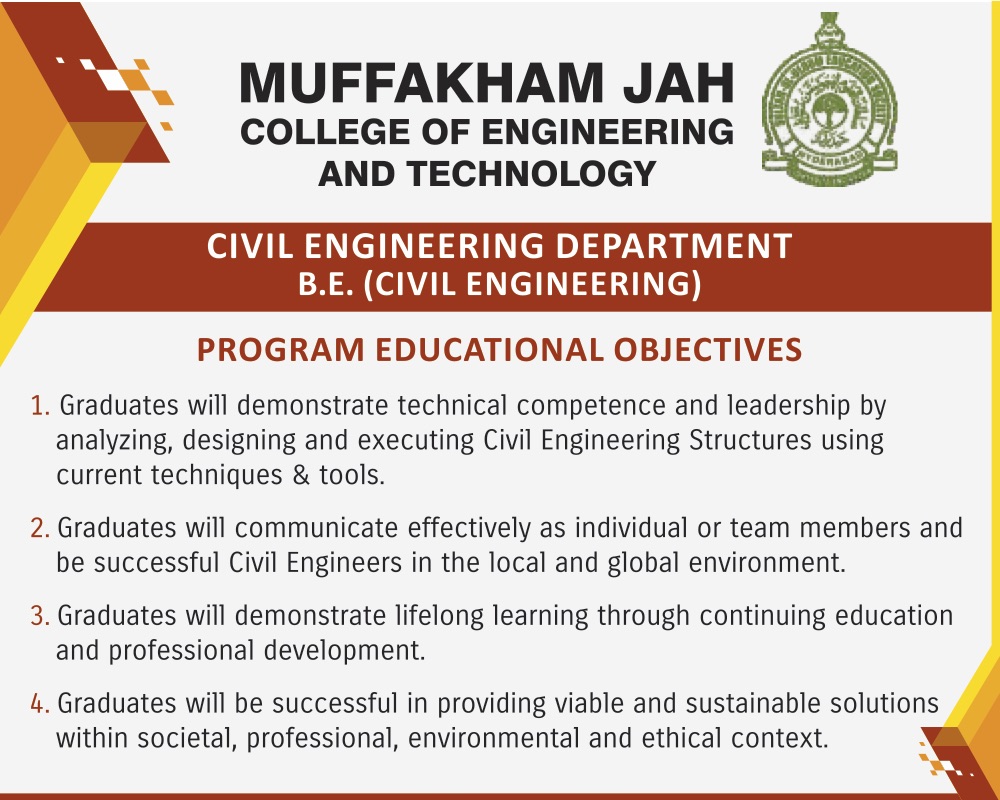 MUFFAKHAM JAH
COLLEGE OF ENGINEERING
AND TECHNOLOGY
HYDERABAD
CIVIL ENGINEERING DEPARTMENT
B.E. (CIVIL ENGINEERING)
PROGRAM EDUCATIONAL OBJECTIVES
1. Graduates will demonstrate technical competence and leadership by
analyzing, designing and executing Civil Engineering Structures using
current techniques & tools.
2. Graduates will communicate effectively as individual or team members and
be successful Civil Engineers in the local and global environment.
3. Graduates will demonstrate lifelong learning through continuing education
and professional development.
4. Graduates will be successful in providing viable and sustainable solutions
within societal, professional, environmental and ethical context.